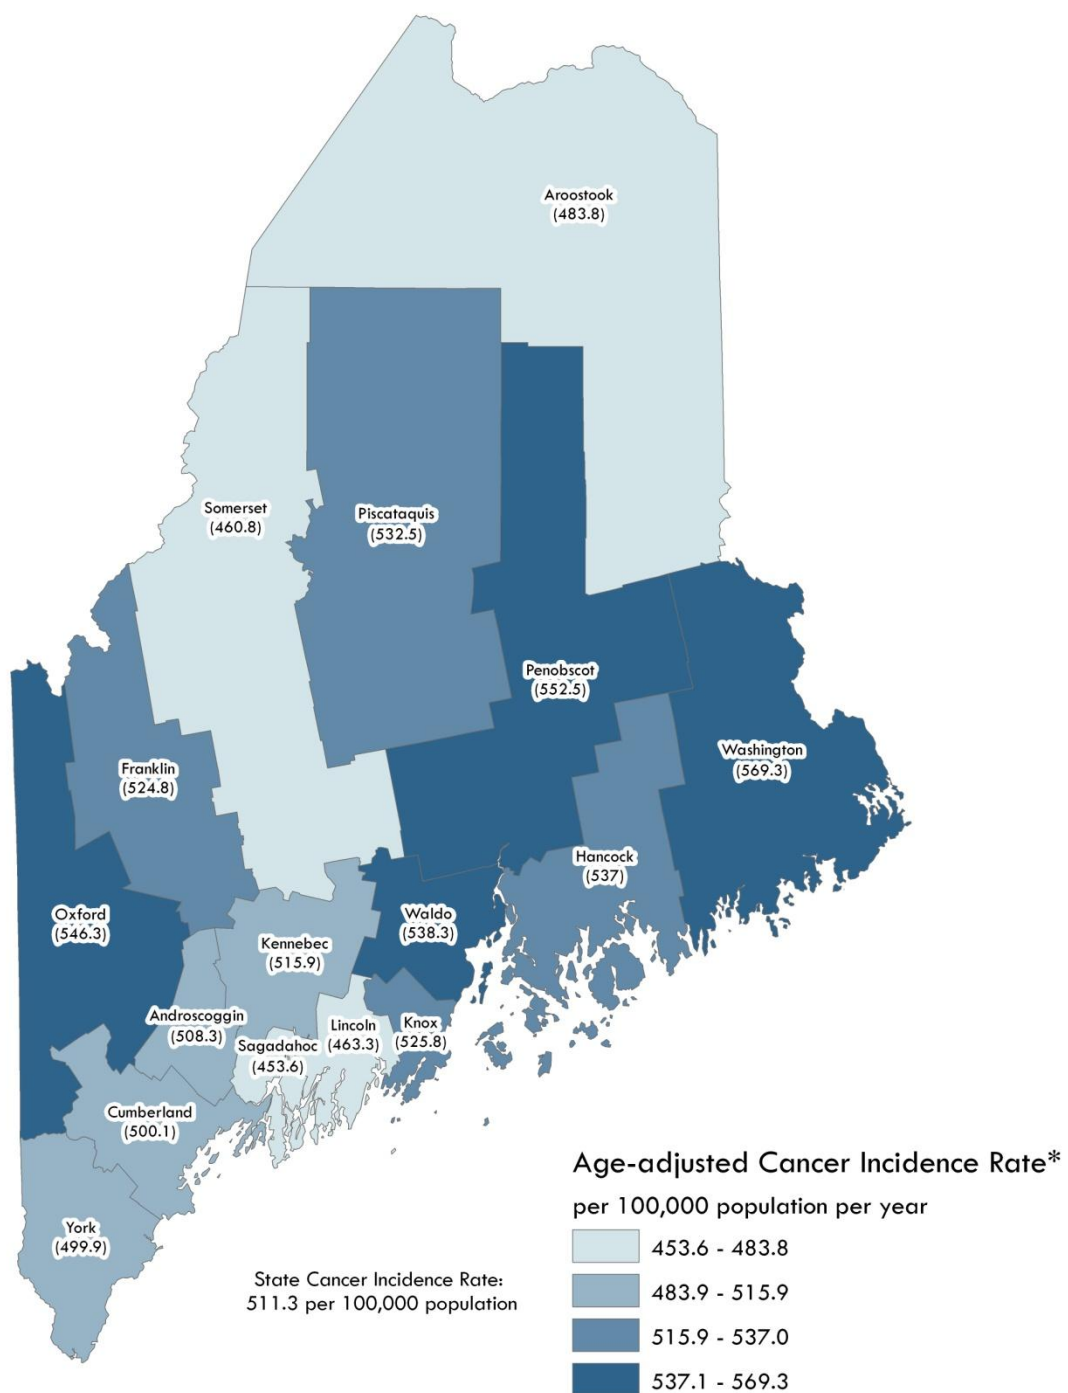 Aroostook
(483.8)
Somerset
(460.8)
Piscataquis
(532.5)
Penobscot
(552.5)
Washington
(569.3)
Franklin
(524.8)
Hancock
(537)
Oxford
(546.3)
Waldo
(538.3)
Kennebec
(515.9)
Androscoggin
(508.3)
Sagadahoc
(453.6)
Lincoln
(463.3)
Knox
(525.8)
Cumberland
(500.1)
York
(499.9)
State Cancer Incidence Rate:
511.3 per 100,000 population
Age-adjusted Cancer Incidence Rate*
per 100,000 population per year
453.6 - 483.8
483.9 - 515.9
515.9 - 537.0
537.1 - 569.3